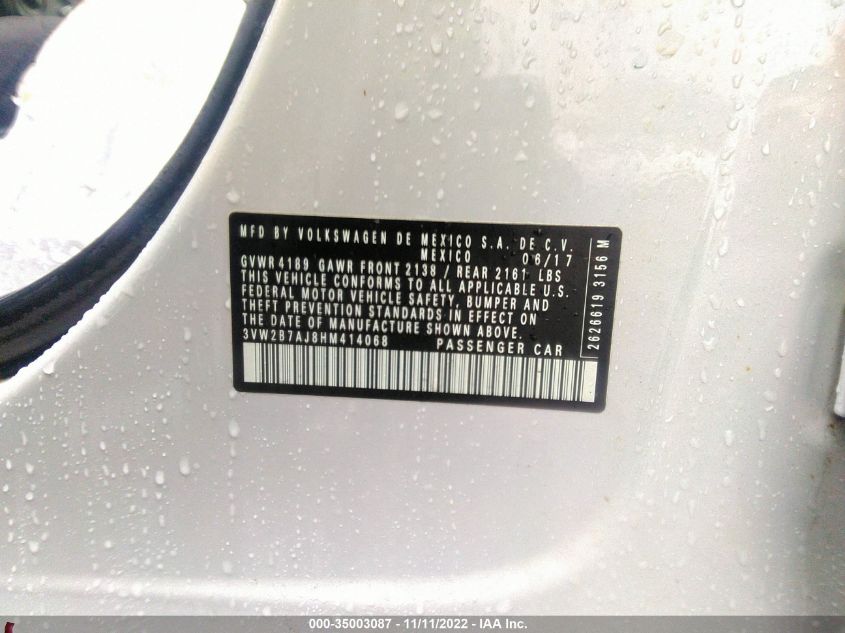 MFD BY VOLKSWAGEN DE MEXICO S.A. DE C.V.
MEXICO 06/17
GVWR 4189 GAWR FRONT 2138 / REAR 2161 LBS
THIS VEHICLE CONFORMS TO ALL APPLICABLE U.S.
FEDERAL MOTOR VEHICLE SAFETY, BUMPER AND
THEFT PREVENTION STANDARDS IN EFFECT ON
THE DATE OF MANUFACTURE SHOWN ABOVE.
3VW2B7AJ8HM414068 PASSENGER CAR
2626619 3156 M
000-35003087 - 11/11/2022 - IAA Inc.